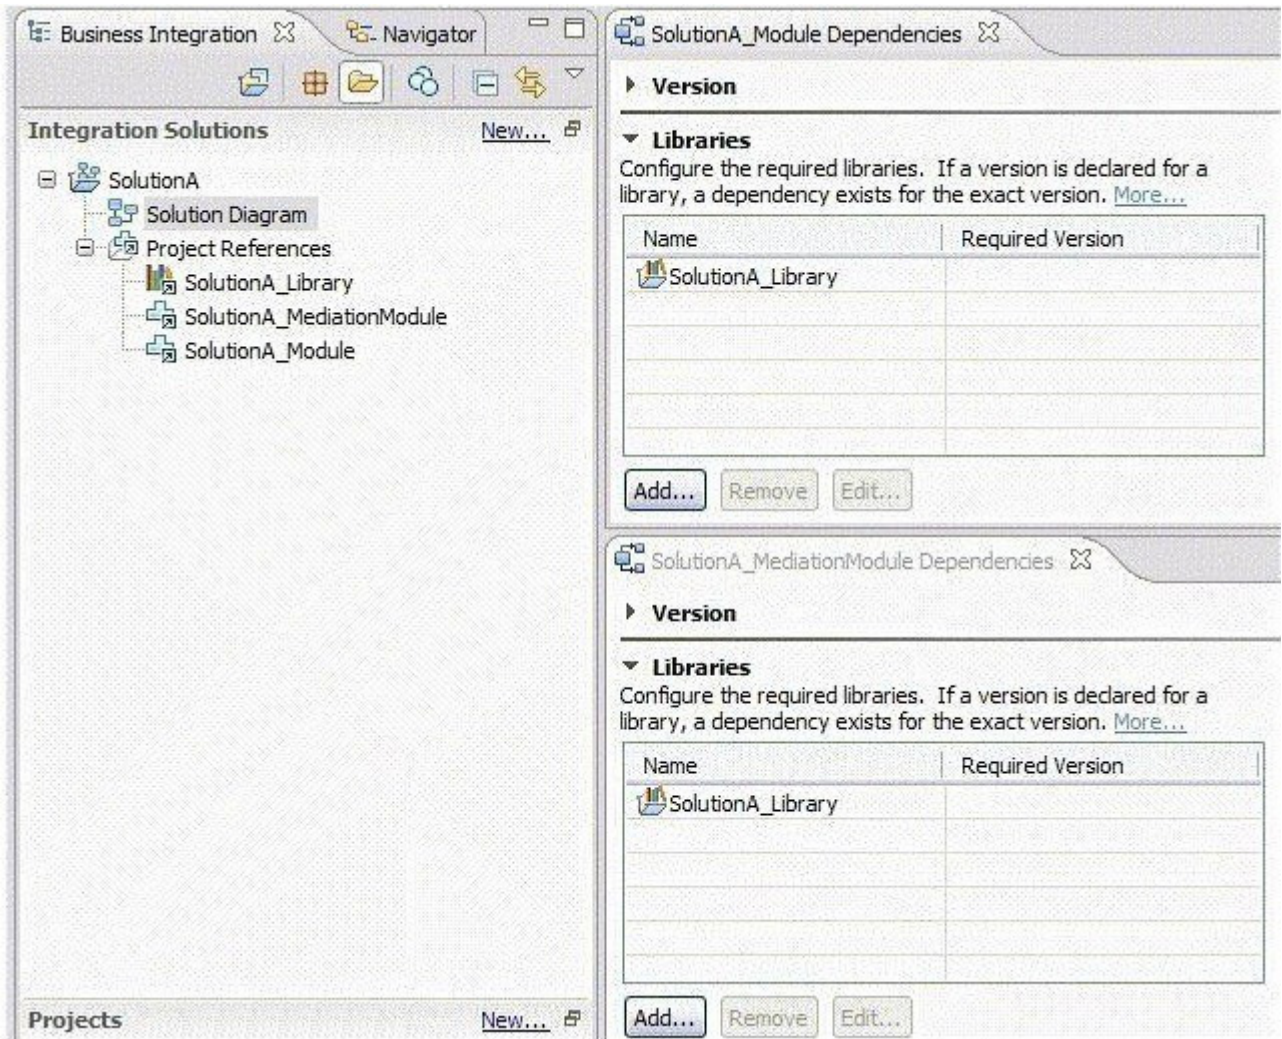 Business Integration
Navigator
Integration Solutions
New...
SolutionA
Solution Diagram
Project References
SolutionA_Library
SolutionA_MediationModule
SolutionA_Module
Projects
New...
SolutionA_Module Dependencies
Version
Libraries
Configure the required libraries.  If a version is declared for a
library, a dependency exists for the exact version. More...
Name Required Version
SolutionA_Library
Add... Remove Edit...
SolutionA_MediationModule Dependencies
Version
Libraries
Configure the required libraries.  If a version is declared for a
library, a dependency exists for the exact version. More...
Name Required Version
SolutionA_Library
Add... Remove Edit...